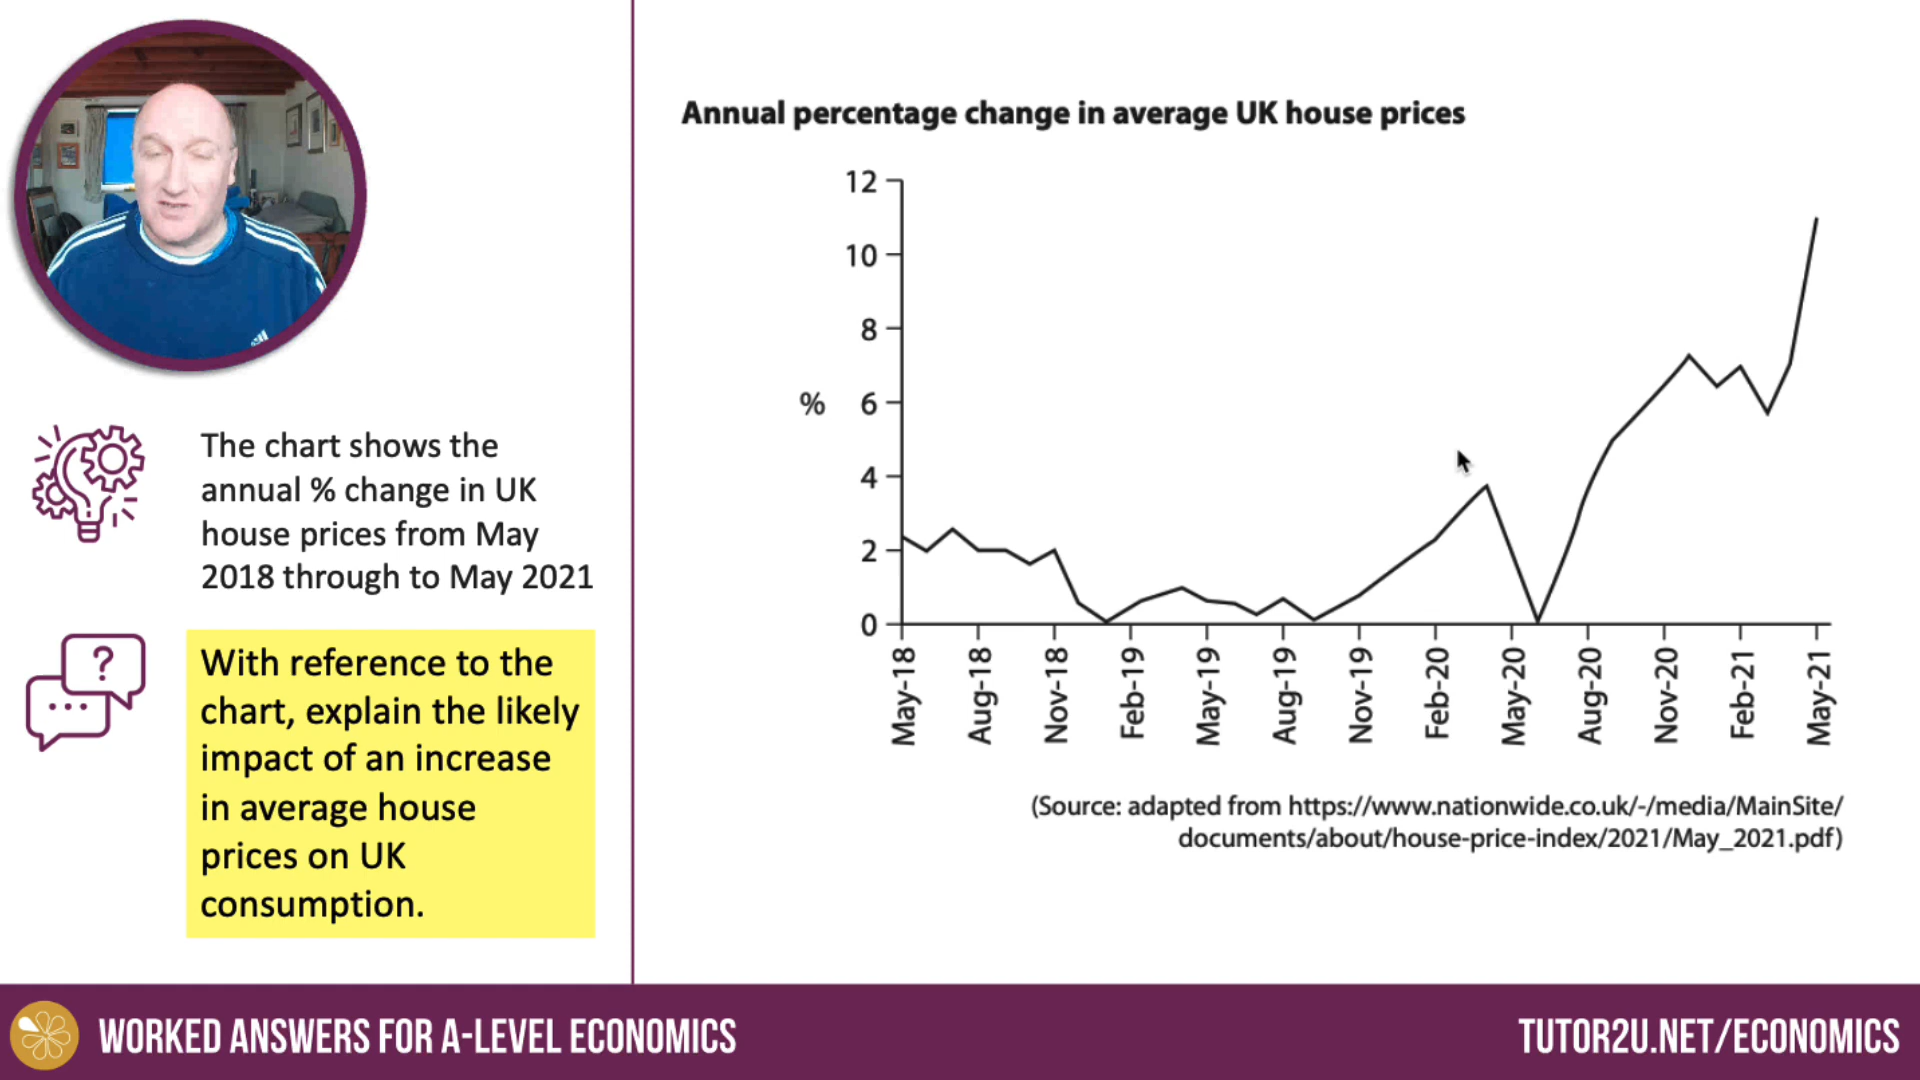 The chart shows the
annual % change in UK
house prices from May
2018 through to May 2021
?
With reference to the
chart, explain the likely
impact of an increase
in average house
prices on UK
consumption.
Annual percentage change in average UK house prices
12
10
8
% 6
4
2
0
May-18 Aug-18 Nov-18 Feb-19 May-19 Aug-19 Nov-19 Feb-20 May-20 Aug-20 Nov-20 Feb-21 May-21
(Source: adapted from https://www.nationwide.co.uk/-/media/MainSite/
documents/about/house-price-index/2021/May_2021.pdf)
WORKED ANSWERS FOR A-LEVEL ECONOMICS
TUTOR2U.NET/ECONOMICS